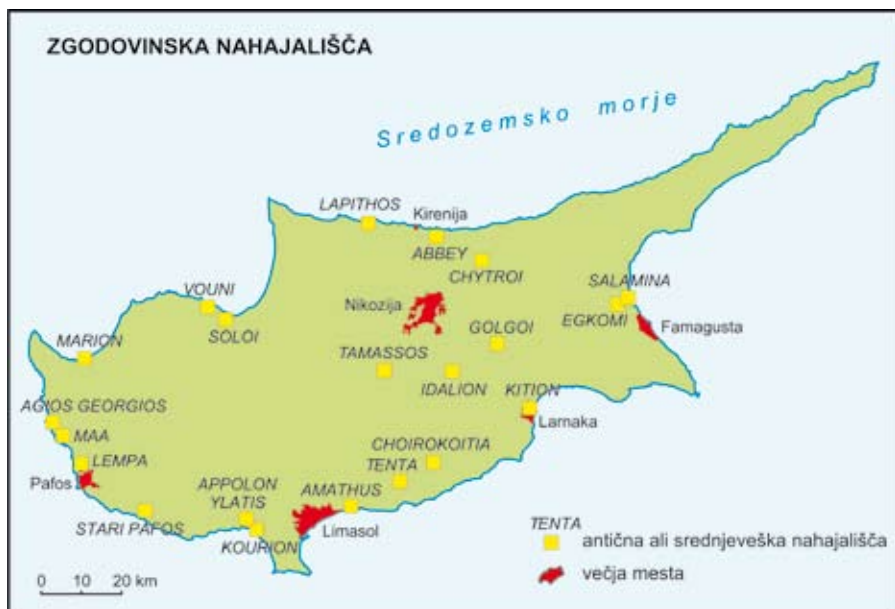 ZGODOVINSKA NAHAJALIŠČA
Sredozemsko morje
LAPITHOS
Kirenija
ABBEY
CHYTROI
VOUNI
SOLOI
Nikozija
SALAMINA
EGKOMI
Famagusta
GOLGOI
MARION
TAMASSOS
IDALION
KITION
Larnaka
AGIOS GEORGIOS
MAA
LEMPA
Pafos
CHOIROKOITIA
TENTA
APPOLON
YLATIS
AMATHUS
STARI PAFOS
KOURION
Limasol
TENTA
antična ali srednjeveška nahajališča
večja mesta
0 10 20 km